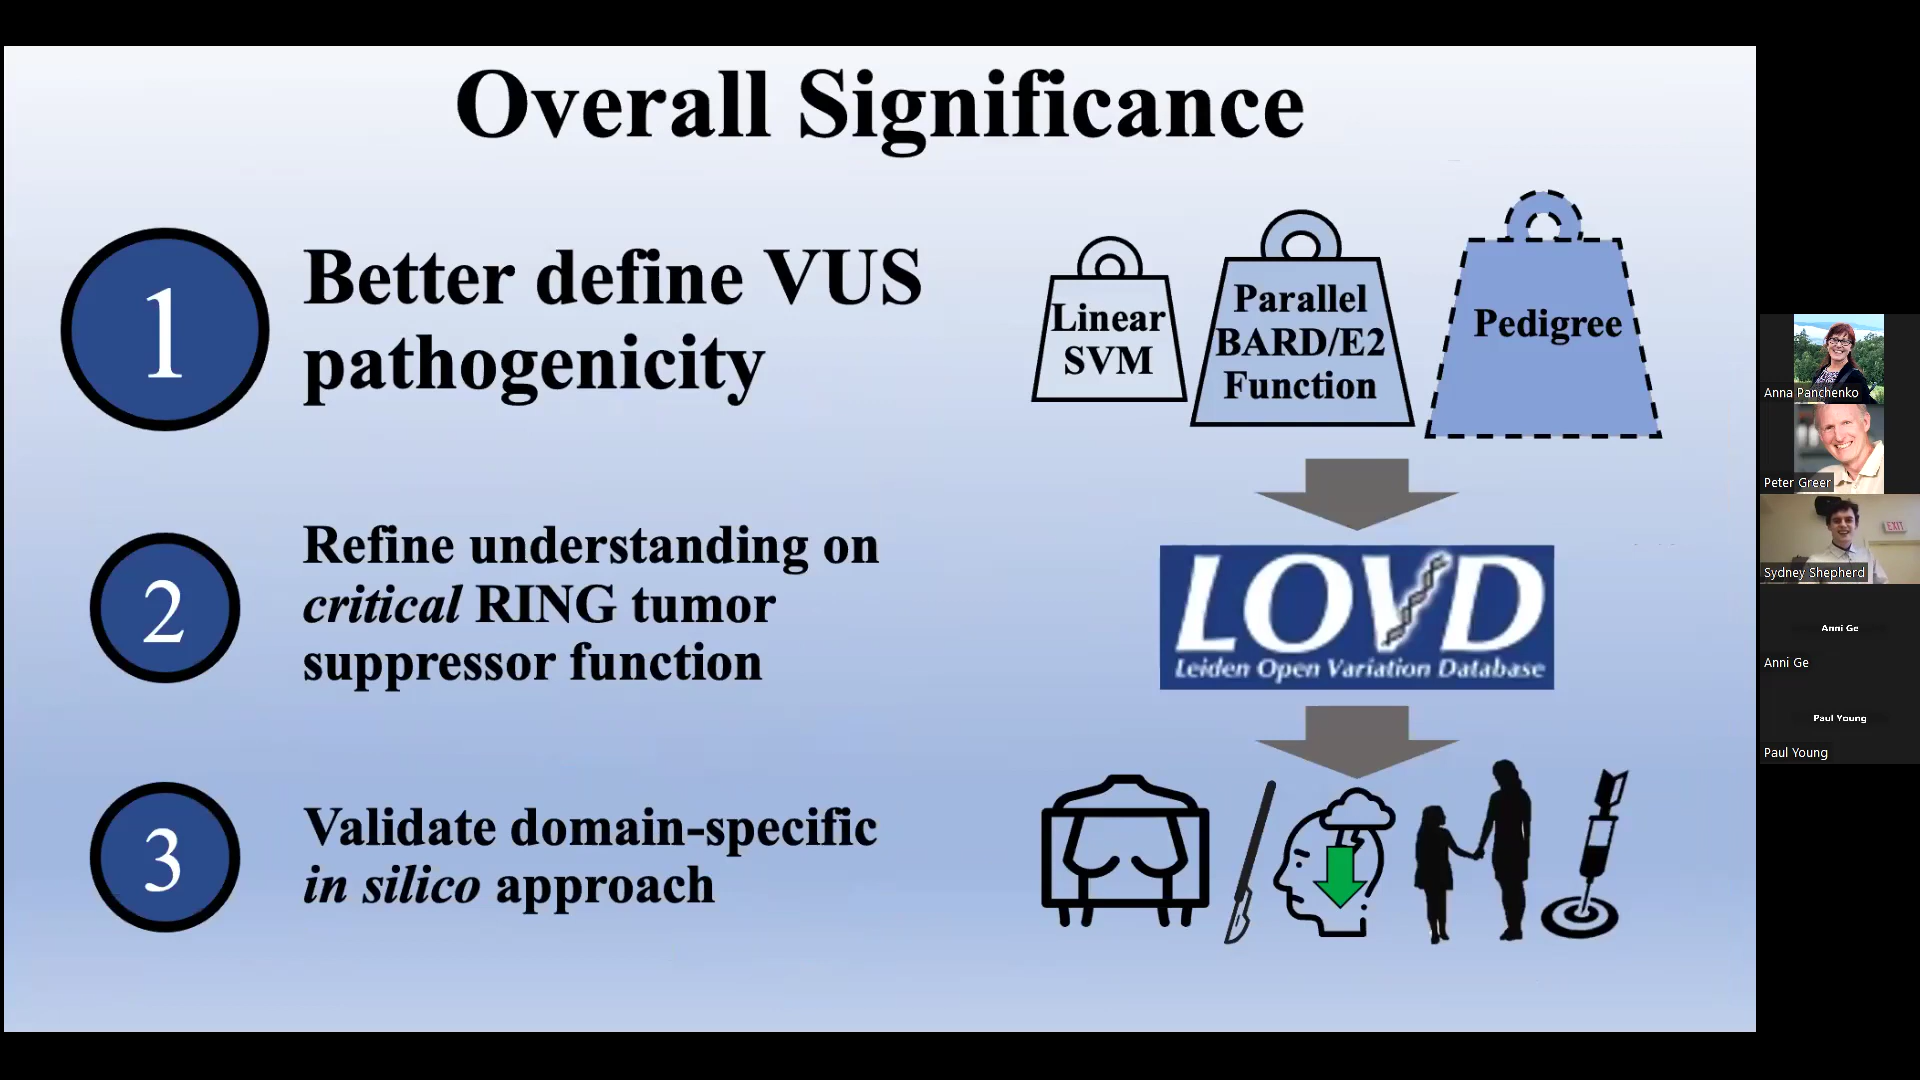 Overall Significance
1
Better define VUS
pathogenicity
Linear
SVM
Parallel
BARD/E2
Function
Pedigree
2
Refine understanding on
critical RING tumor
suppressor function
LOVD
Leiden Open Variation Database
3
Validate domain-specific
in silico approach
Anna Panchenko
Peter Greer
EXIT
Sydney Shepherd
Anni Ge
Anni Ge
Paul Young
Paul Young